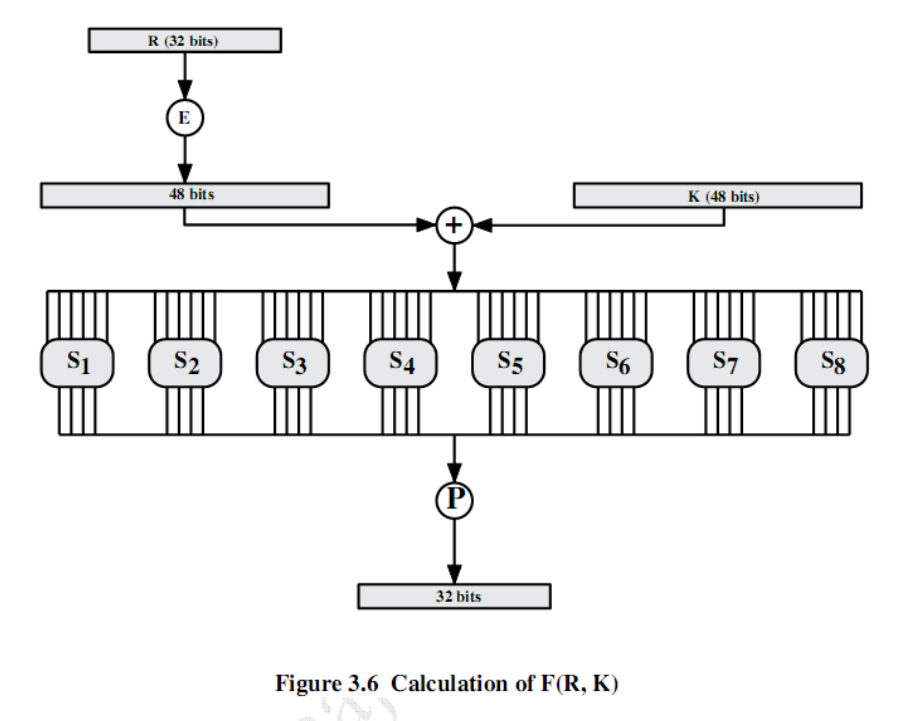 R (32 bits)
E
48 bits
K (48 bits)
+
S1 S2 S3 S4 S5 S6 S7 S8
P
32 bits
Figure 3.6 Calculation of F(R, K)